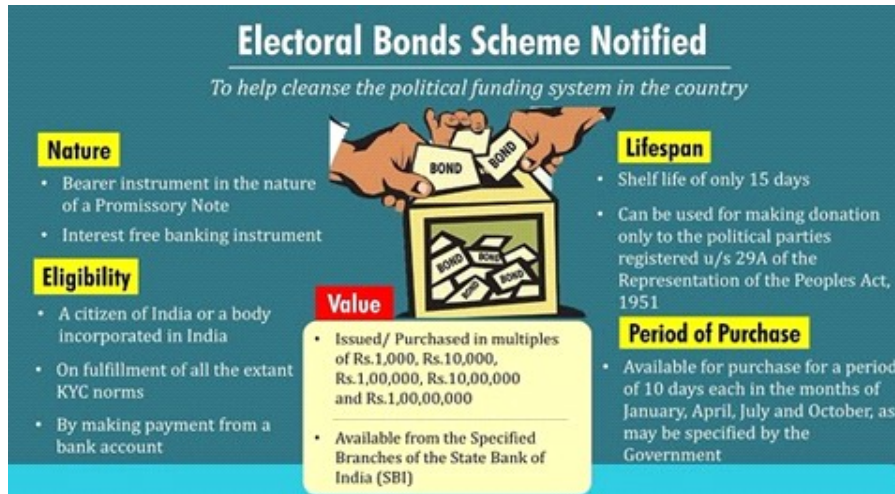 Electoral Bonds Scheme Notified
To help cleanse the political funding system in the country
Nature
• Bearer instrument in the nature
of a Promissory Note
• Interest free banking instrument
Eligibility
• A citizen of India or a body
incorporated in India
• On fulfillment of all the extant
KYC norms
• By making payment from a
bank account
BOND
BOND
BOND
BOND
BOND
BOND
Value
• Issued/ Purchased in multiples
of Rs.1,000, Rs.10,000,
Rs.1,00,000, Rs.10,00,000
and Rs.1,00,00,000
• Available from the Specified
Branches of the State Bank of
India (SBI)
Lifespan
• Shelf life of only 15 days
• Can be used for making donation
only to the political parties
registered u/s 29A of the
Representation of the Peoples Act,
1951
Period of Purchase
• Available for purchase for a period
of 10 days each in the months of
January, April, July and October, as
may be specified by the
Government